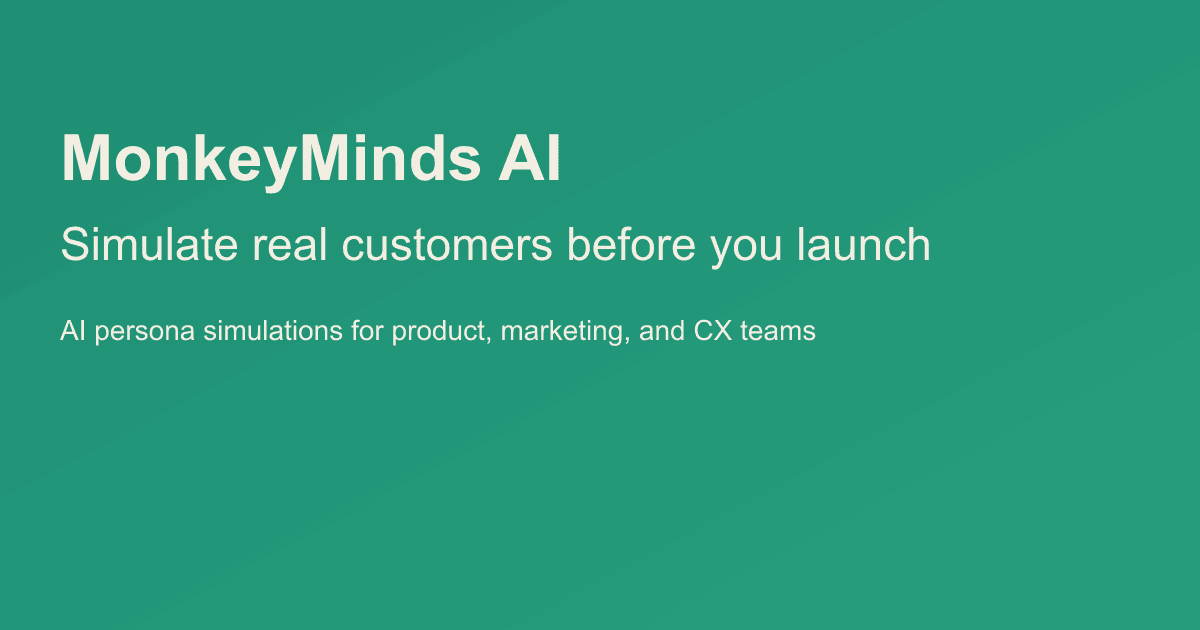 MonkeyMinds AI
Simulate real customers before you launch
AI persona simulations for product, marketing, and CX teams